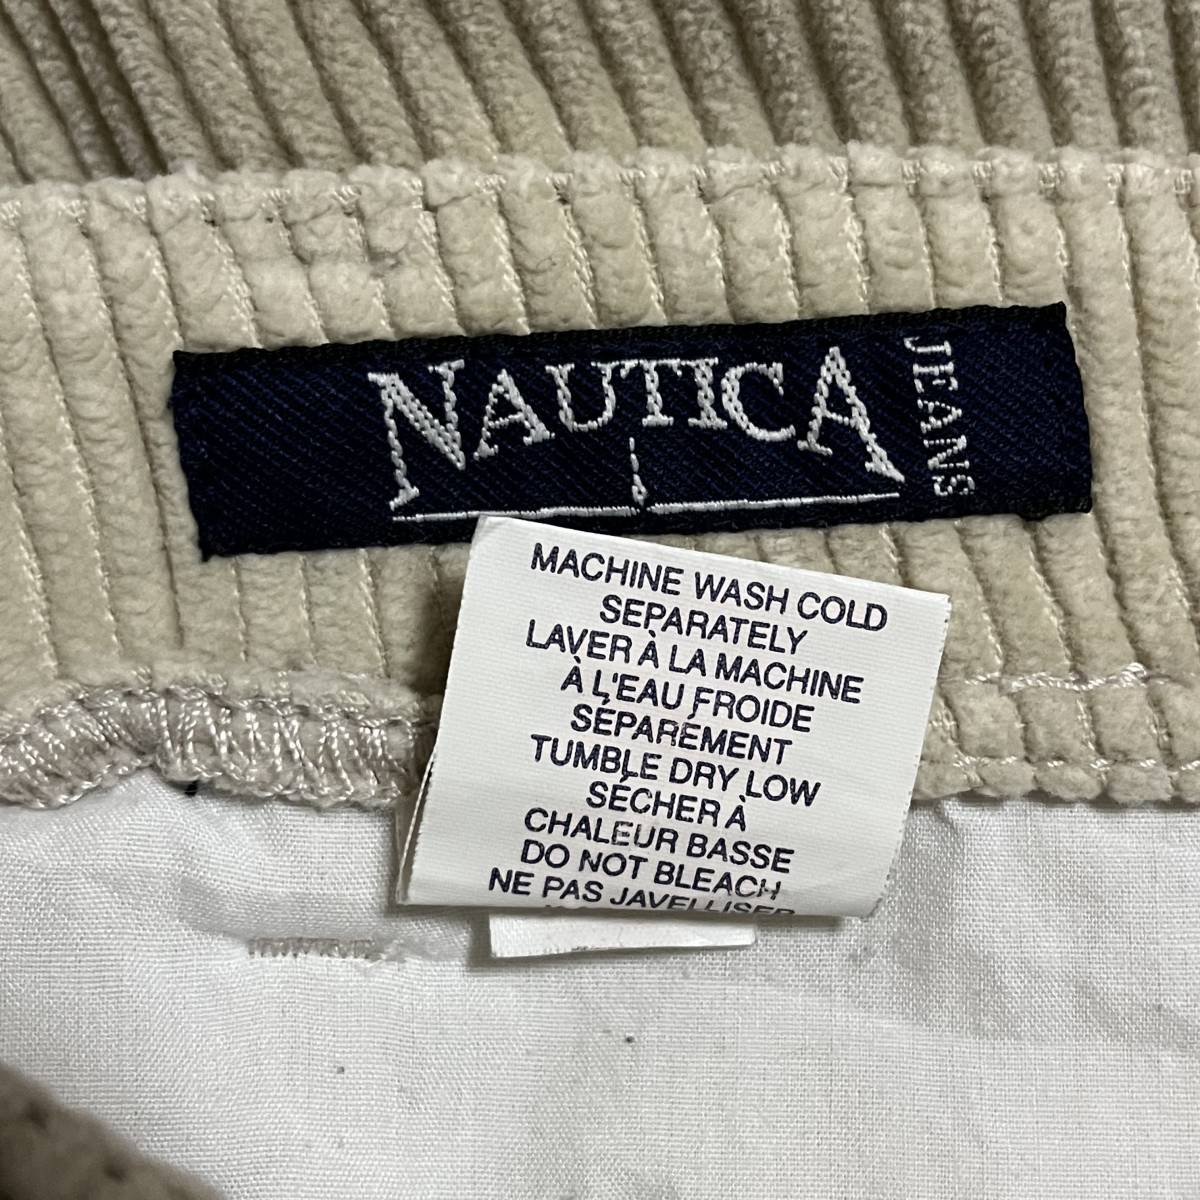 NAUTICA
JEANS
MACHINE WASH COLD
SEPARATELY
LAVER À LA MACHINE
À L'EAU FROIDE
SÉPARÉMENT
TUMBLE DRY LOW
SÉCHER À
CHALEUR BASSE
DO NOT BLEACH
NE PAS JAVELLISER